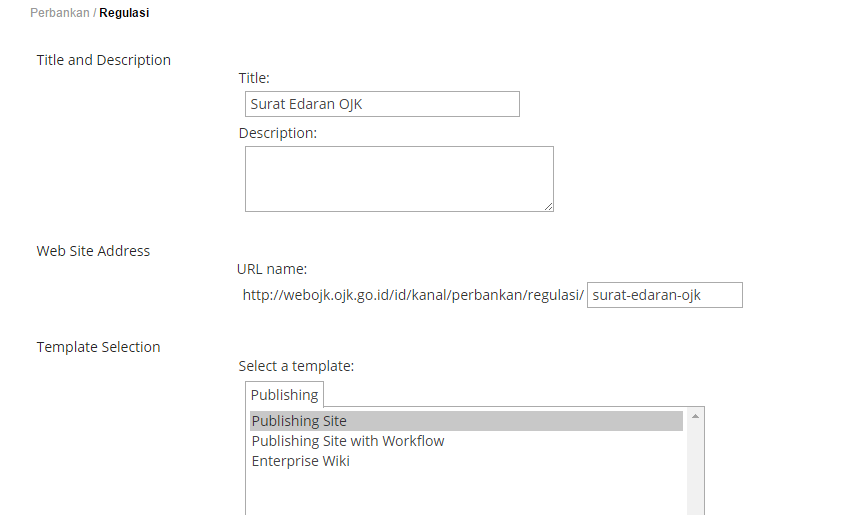 Perbankan / Regulasi
Title and Description
Title:
Surat Edaran OJK
Description:
Web Site Address
URL name:
http://webojk.ojk.go.id/id/kanal/perbankan/regulasi/ surat-edaran-ojk
Template Selection
Select a template:
Publishing
Publishing Site
Publishing Site with Workflow
Enterprise Wiki